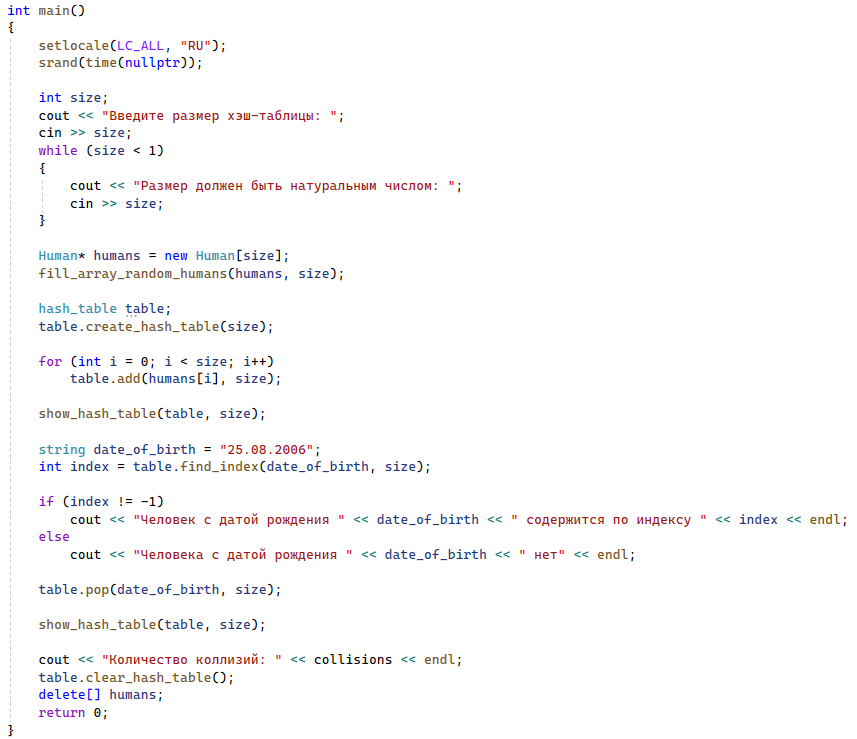 int main()
{
    setlocale(LC_ALL, "RU");
    srand(time(nullptr));

    int size;
    cout << "Введите размер хэш-таблицы: ";
    cin >> size;
    while (size < 1)
    {
        cout << "Размер должен быть натуральным числом: ";
        cin >> size;
    }

    Human* humans = new Human[size];
    fill_array_random_humans(humans, size);

    hash_table table;
    table.create_hash_table(size);

    for (int i = 0; i < size; i++)
        table.add(humans[i], size);

    show_hash_table(table, size);

    string date_of_birth = "25.08.2006";
    int index = table.find_index(date_of_birth, size);

    if (index != -1)
        cout << "Человек с датой рождения " << date_of_birth << " содержится по индексу " << index << endl;
    else
        cout << "Человека с датой рождения " << date_of_birth << " нет" << endl;

    table.pop(date_of_birth, size);

    show_hash_table(table, size);

    cout << "Количество коллизий: " << collisions << endl;
    table.clear_hash_table();
    delete[] humans;
    return 0;
}